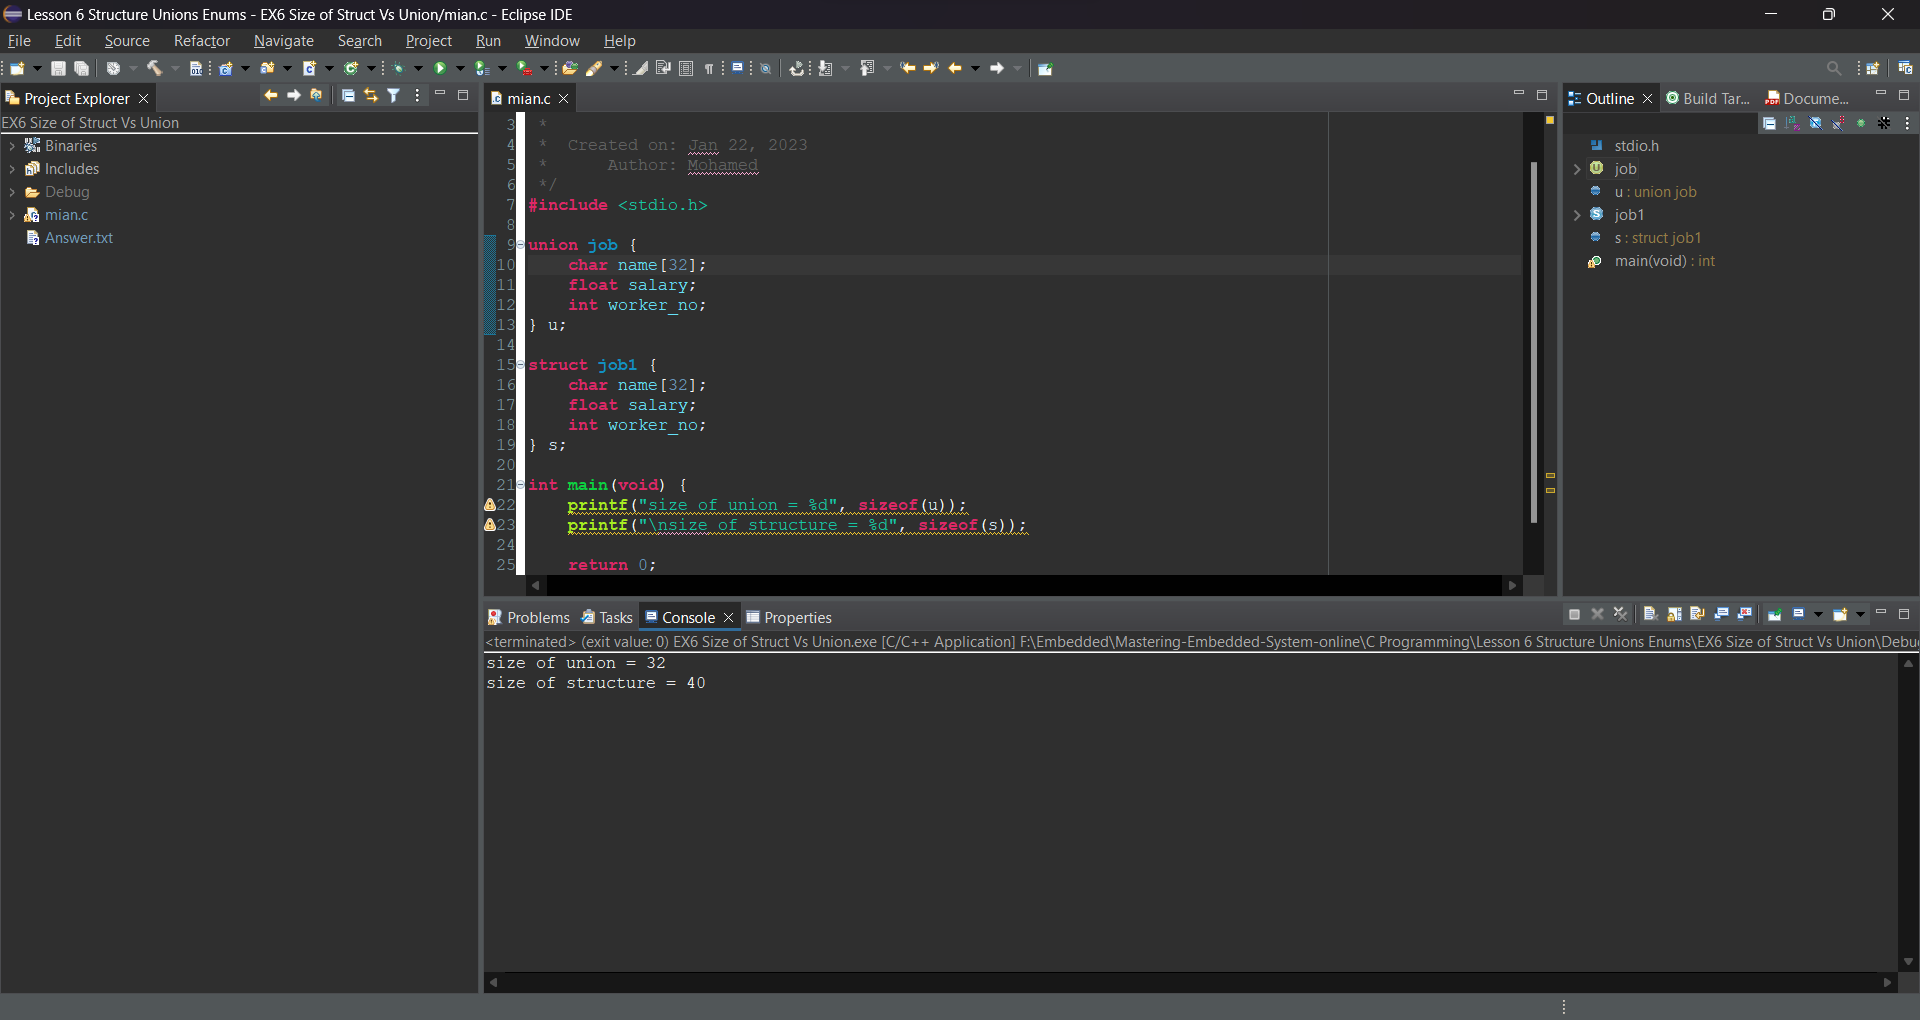 Lesson 6 Structure Unions Enums - EX6 Size of Struct Vs Union/mian.c - Eclipse IDE
File Edit Source Refactor Navigate Search Project Run Window Help
Project Explorer
EX6 Size of Struct Vs Union
Binaries
Includes
Debug
mian.c
Answer.txt
mian.c
3 *
4 * Created on: Jan 22, 2023
5 * Author: Mohamed
6 */
7 #include <stdio.h>
8
9 union job {
10 char name[32];
11 float salary;
12 int worker_no;
13 } u;
14
15 struct job1 {
16 char name[32];
17 float salary;
18 int worker_no;
19 } s;
20
21 int main(void) {
22 printf("size of union = %d", sizeof(u));
23 printf("\nsize of structure = %d", sizeof(s));
24
25 return 0;
Outline Build Tar... Docume...
stdio.h
job
u : union job
job1
s : struct job1
main(void) : int
Problems Tasks Console Properties
<terminated> (exit value: 0) EX6 Size of Struct Vs Union.exe [C/C++ Application] F:\Embedded\Mastering-Embedded-System-online\C Programming\Lesson 6 Structure Unions Enums\EX6 Size of Struct Vs Union\Debu
size of union = 32
size of structure = 40